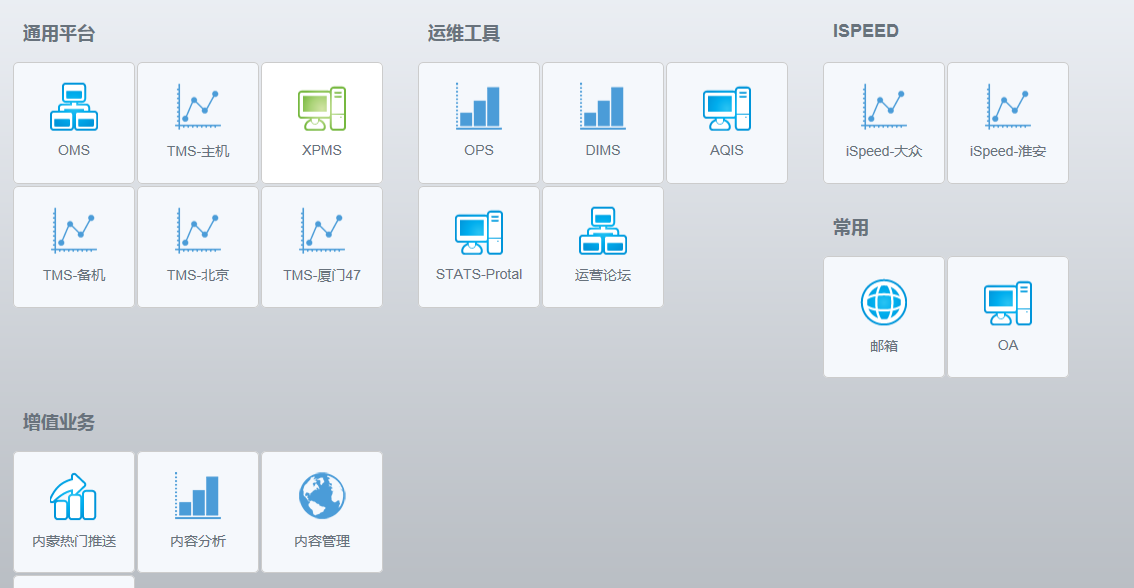 通用平台
OMS
TMS-主机
XPMS
TMS-备机
TMS-北京
TMS-厦门47
运维工具
OPS
DIMS
AQIS
STATS-Protal
运营论坛
ISPEED
iSpeed-大众
iSpeed-淮安
常用
邮箱
OA
增值业务
内蒙热门推送
内容分析
内容管理